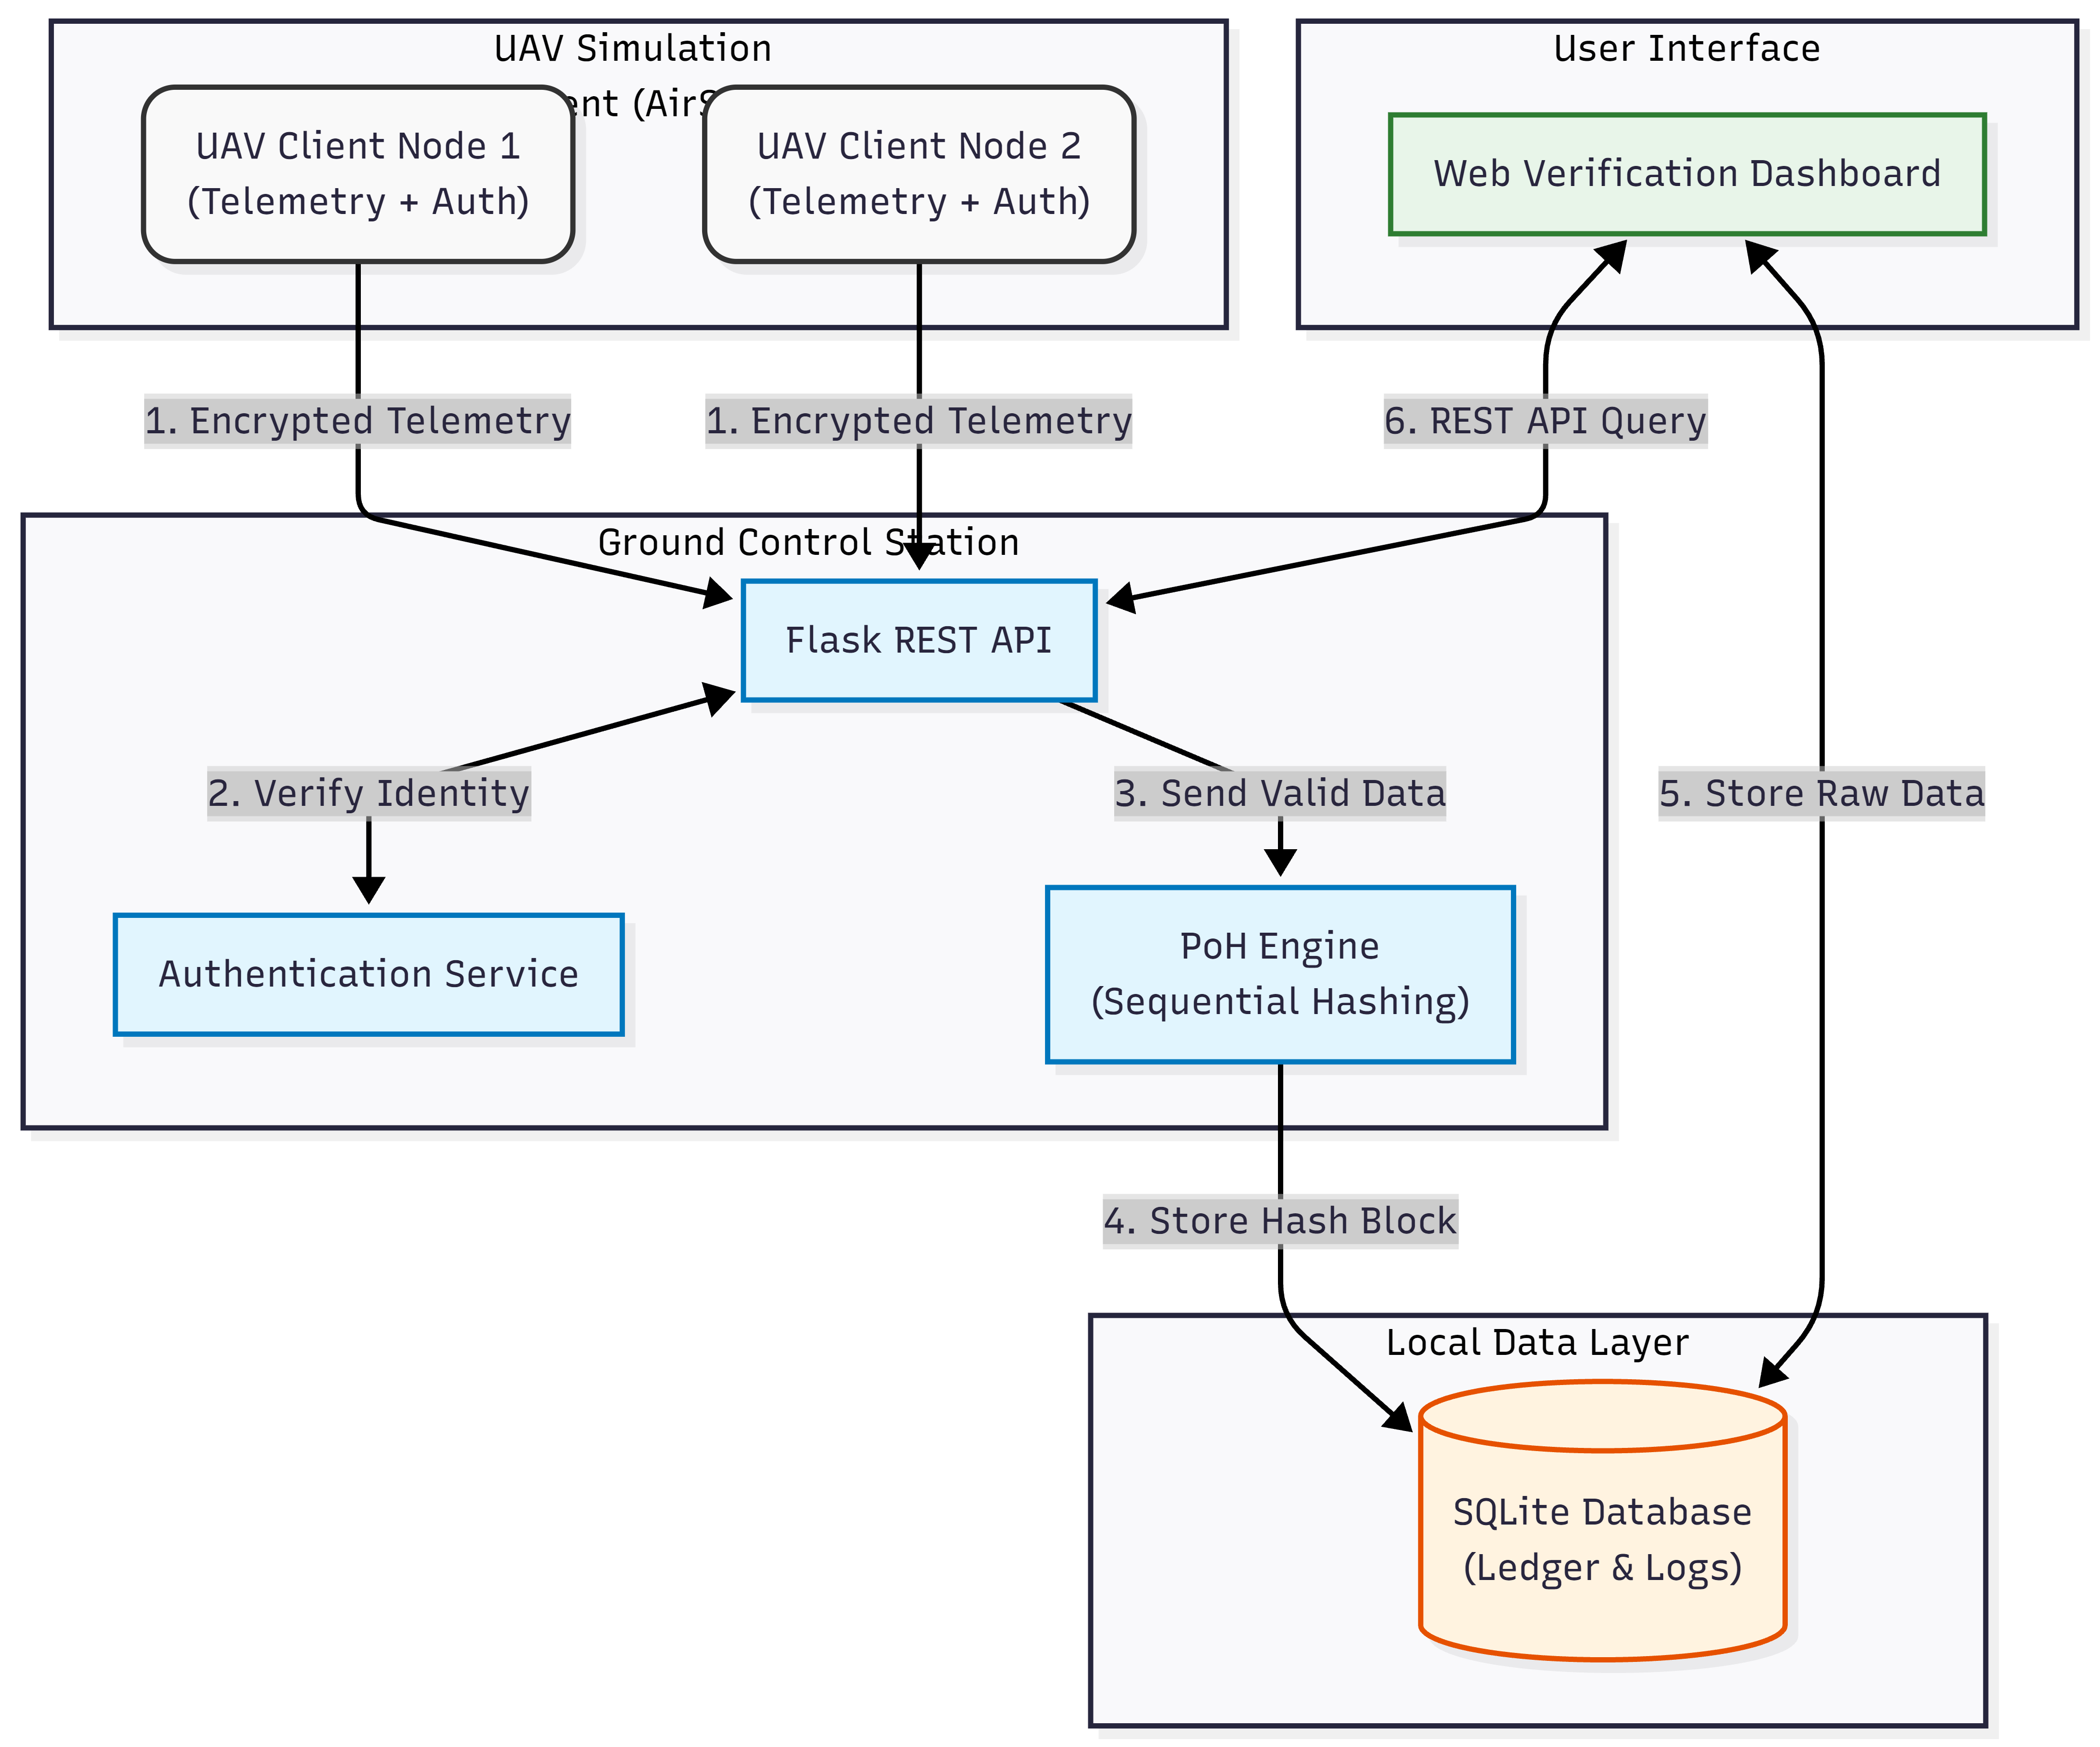 UAV Simulation
ent (Air
UAV Client Node 1
(Telemetry + Auth)
UAV Client Node 2
(Telemetry + Auth)
User Interface
Web Verification Dashboard
1. Encrypted Telemetry
1. Encrypted Telemetry
6. REST API Query
Ground Control Station
Flask REST API
2. Verify Identity
3. Send Valid Data
5. Store Raw Data
Authentication Service
PoH Engine
(Sequential Hashing)
4. Store Hash Block
Local Data Layer
SQLite Database
(Ledger & Logs)